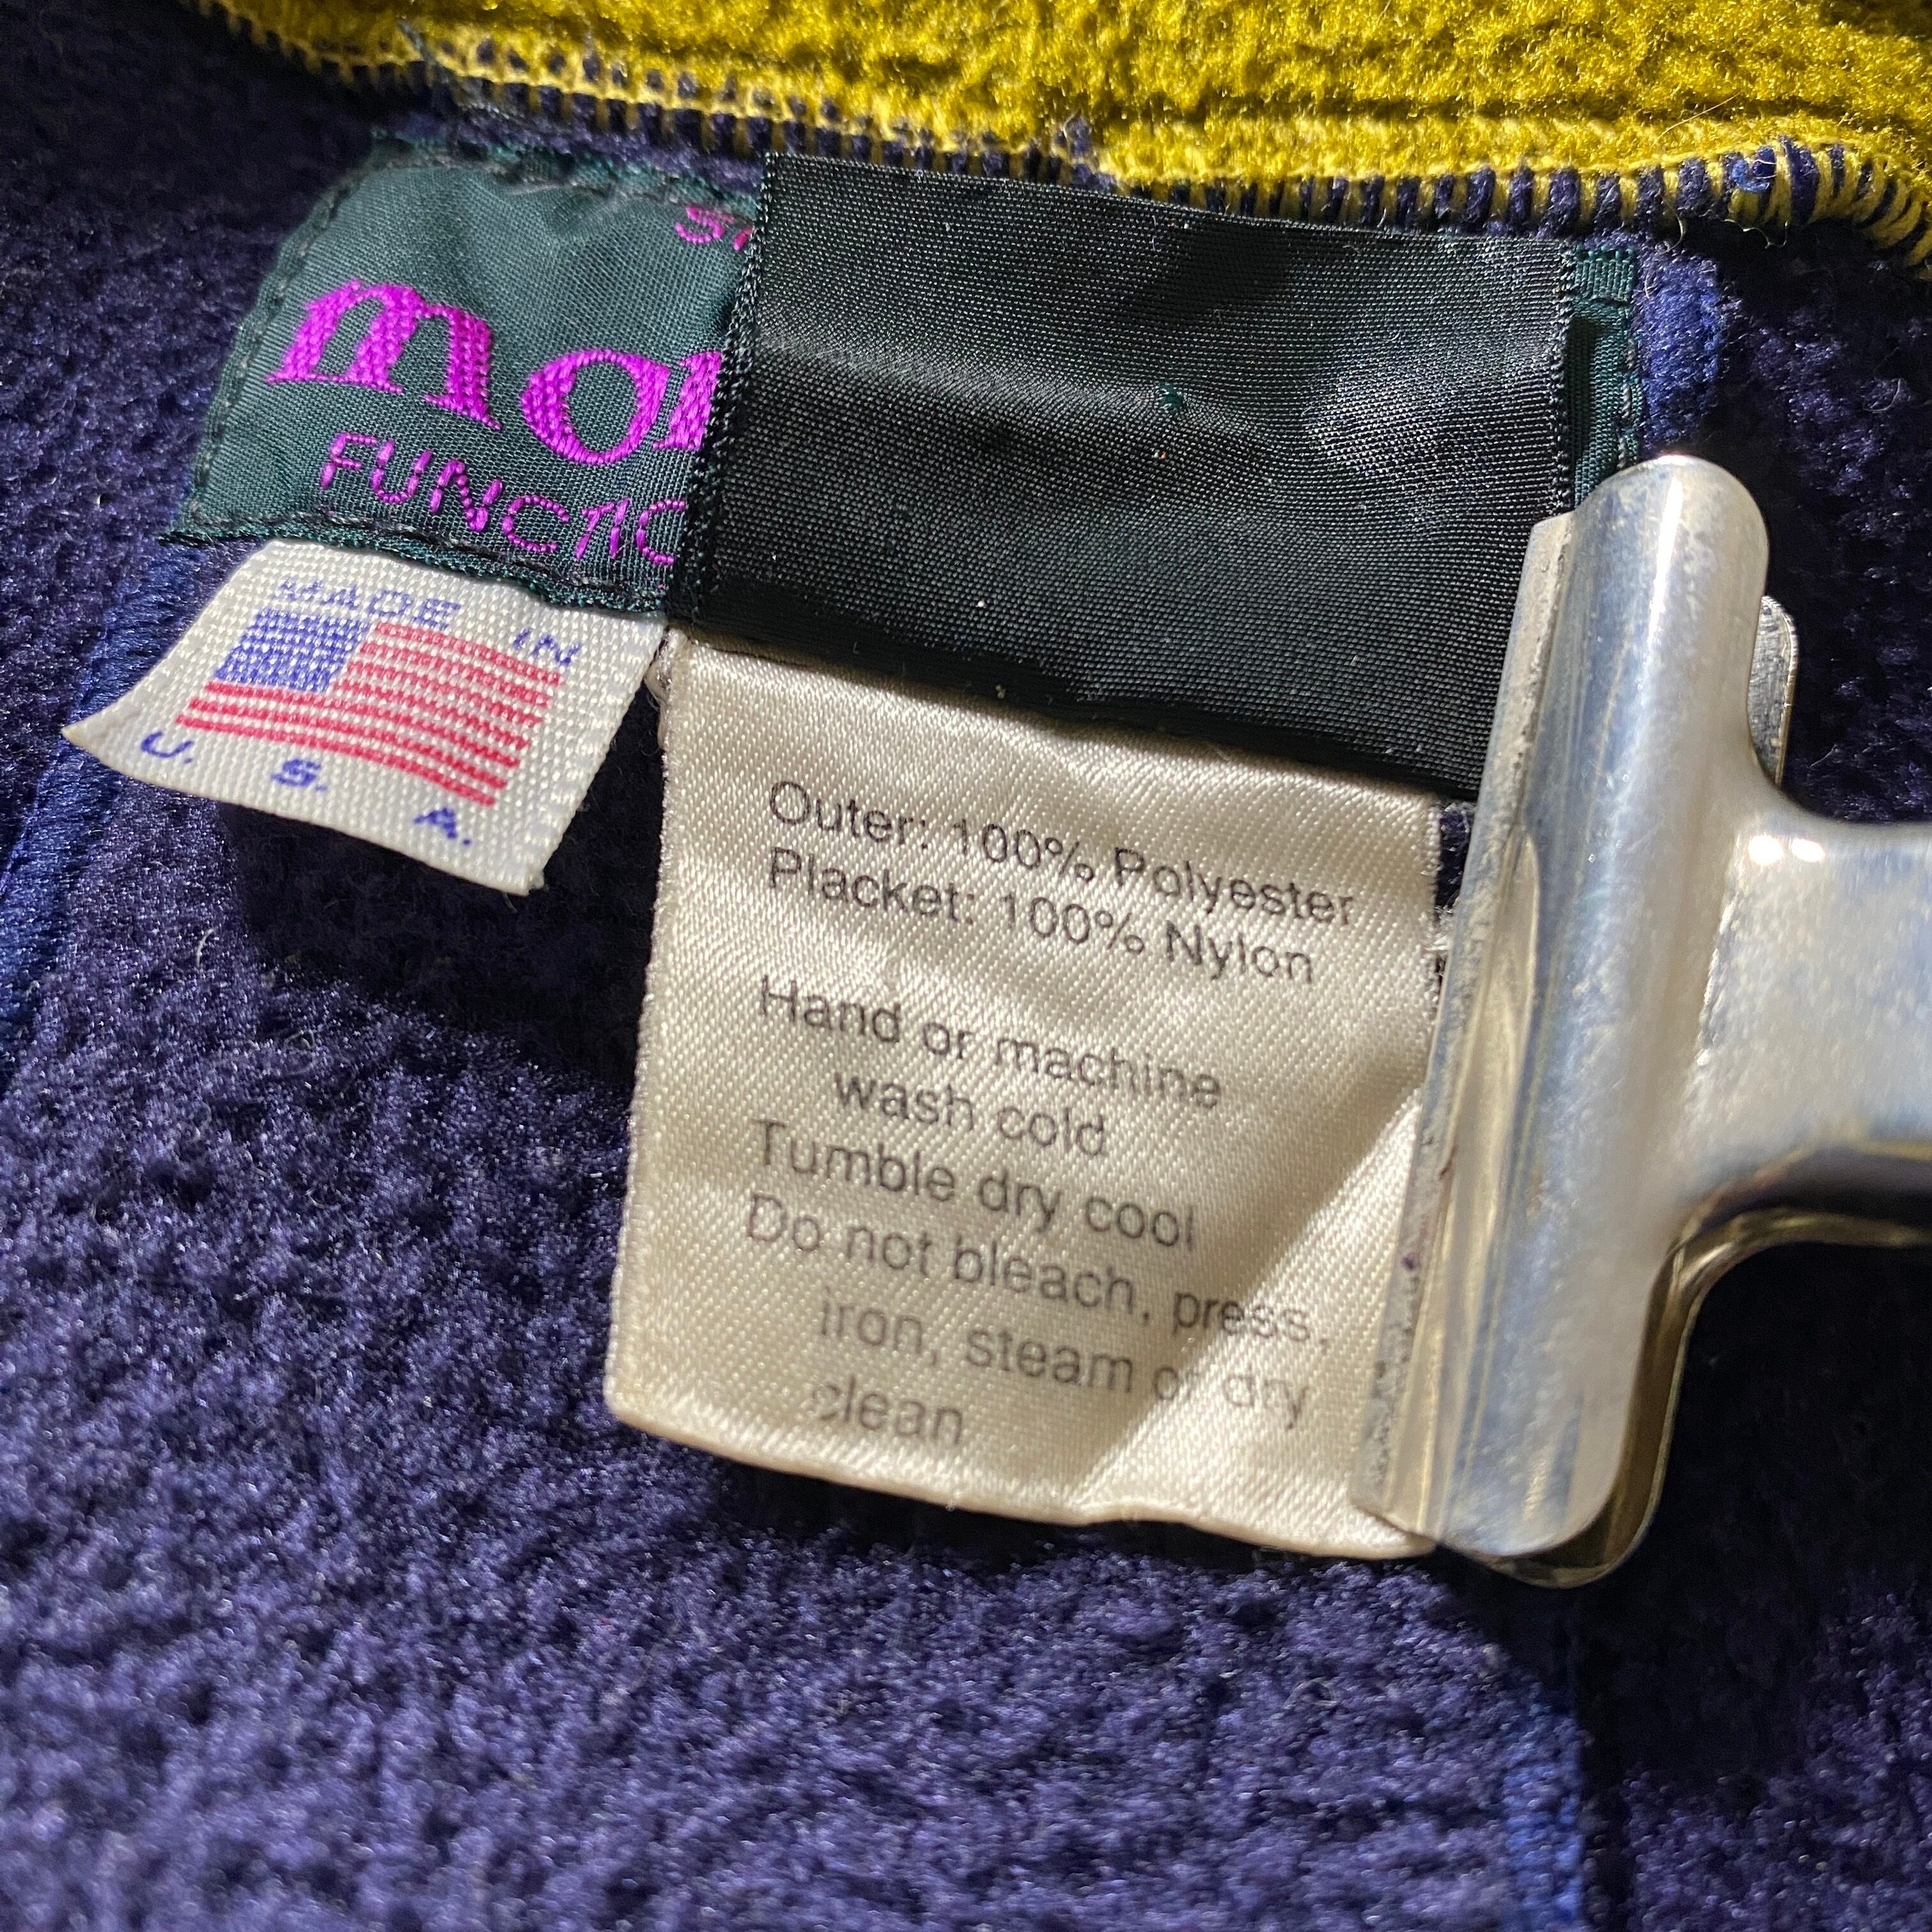 mo
FUNCTIO
MADE IN
U. S. A.
Outer: 100% Polyester
Placket: 100% Nylon
Hand or machine
wash cold
Tumble dry cool
Do not bleach, press,
iron, steam or dry
clean